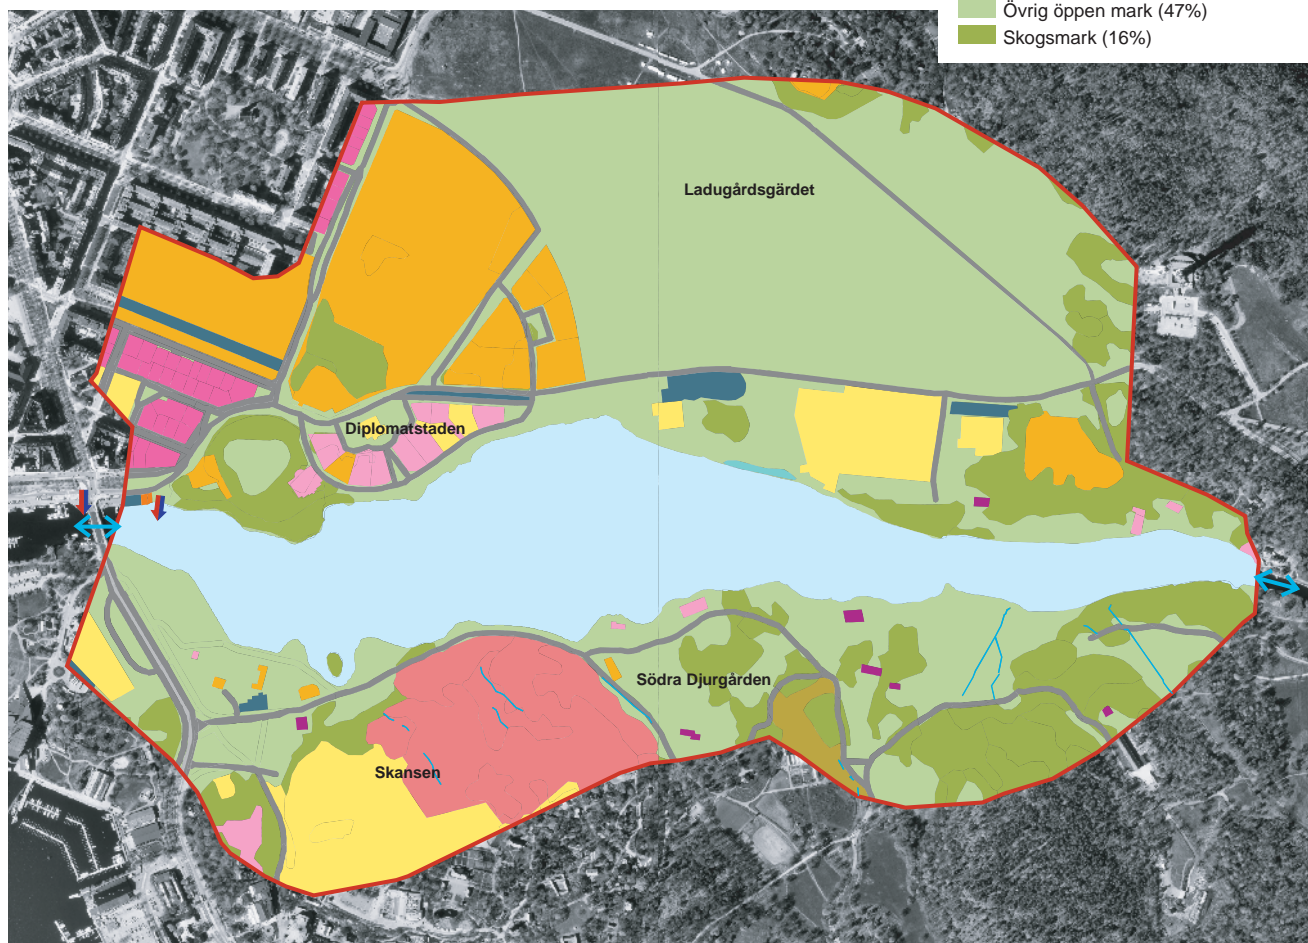 Övrig öppen mark (47%)
Skogsmark (16%)
Ladugårdsgärdet
Diplomatstaden
Södra Djurgården
Skansen